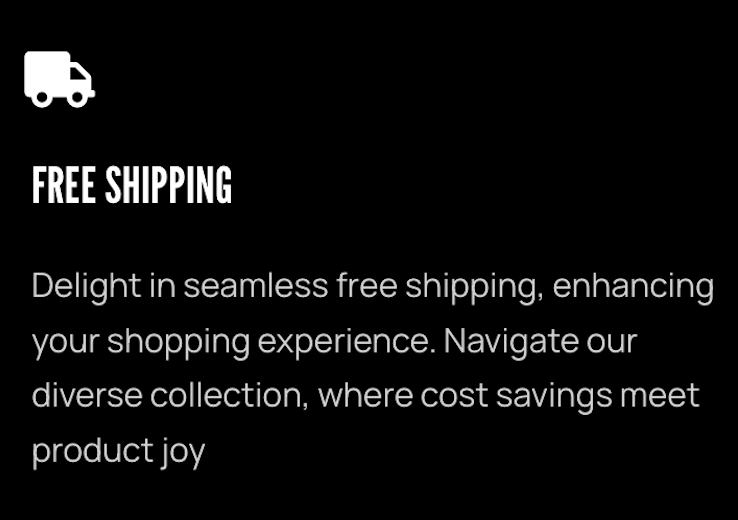 FREE SHIPPING
Delight in seamless free shipping, enhancing
your shopping experience. Navigate our
diverse collection, where cost savings meet
product joy